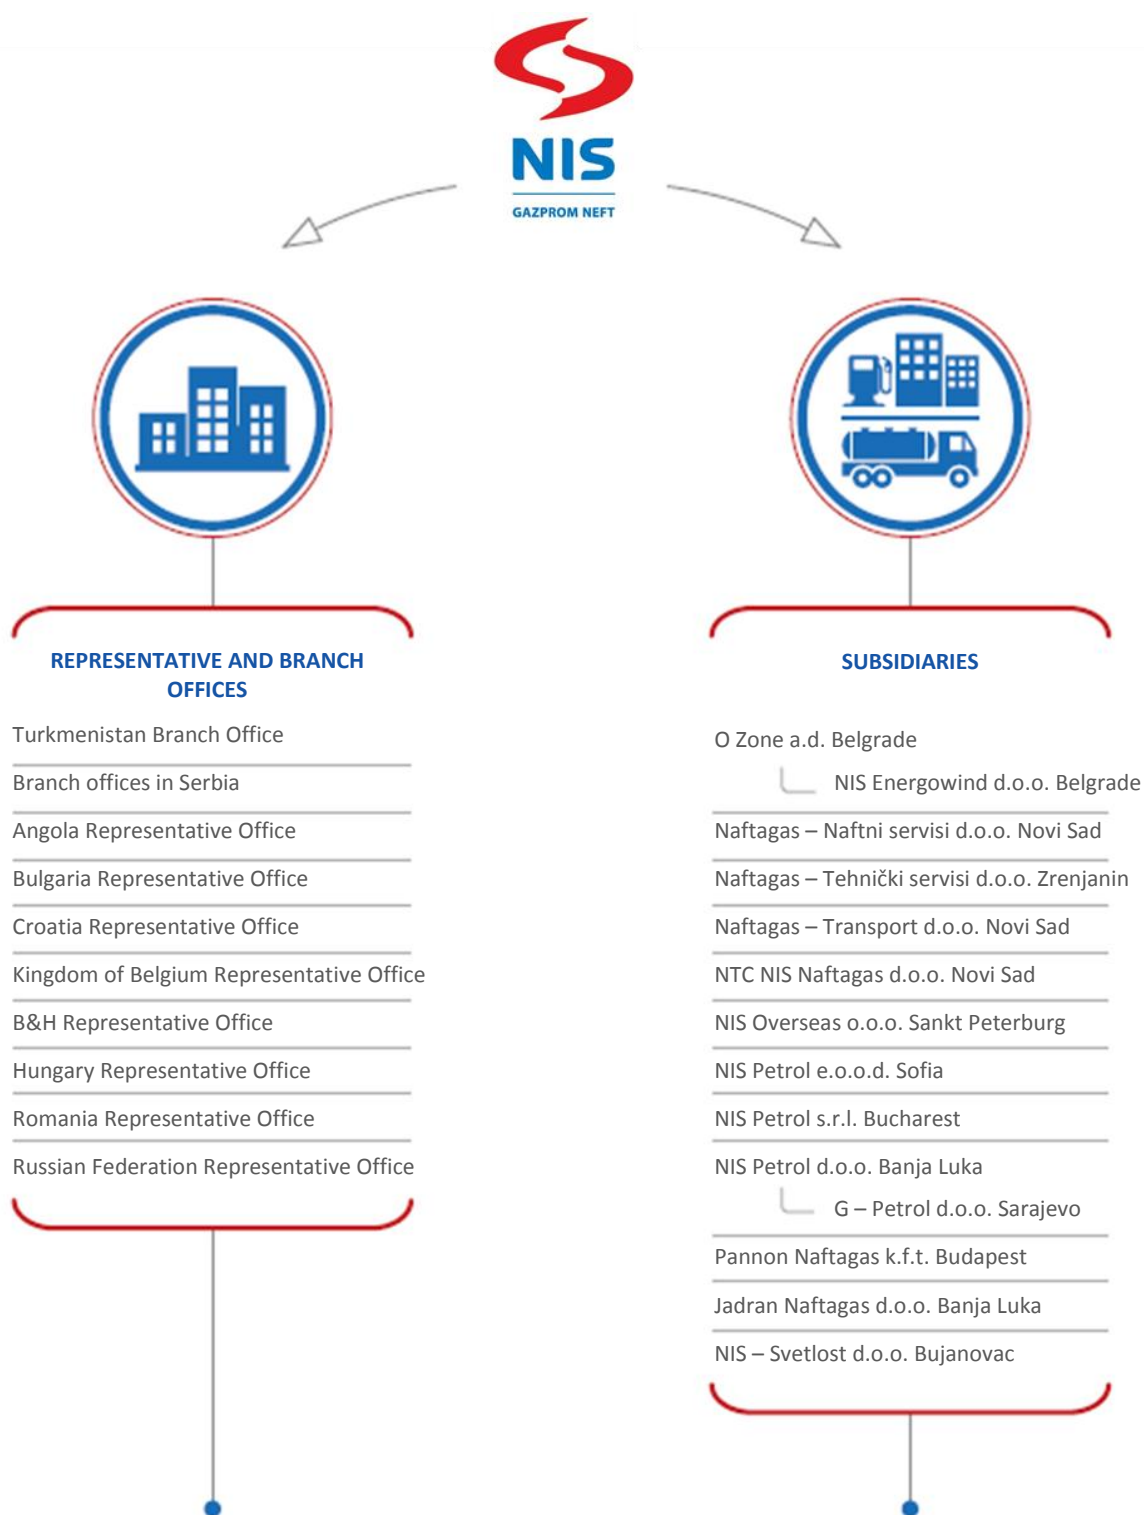 NIS
GAZPROM NEFT
REPRESENTATIVE AND BRANCH
OFFICES
Turkmenistan Branch Office
Branch offices in Serbia
Angola Representative Office
Bulgaria Representative Office
Croatia Representative Office
Kingdom of Belgium Representative Office
B&H Representative Office
Hungary Representative Office
Romania Representative Office
Russian Federation Representative Office
SUBSIDIARIES
O Zone a.d. Belgrade
NIS Energowind d.o.o. Belgrade
Naftagas – Naftni servisi d.o.o. Novi Sad
Naftagas – Tehnički servisi d.o.o. Zrenjanin
Naftagas – Transport d.o.o. Novi Sad
NTC NIS Naftagas d.o.o. Novi Sad
NIS Overseas o.o.o. Sankt Peterburg
NIS Petrol e.o.o.d. Sofia
NIS Petrol s.r.l. Bucharest
NIS Petrol d.o.o. Banja Luka
G – Petrol d.o.o. Sarajevo
Pannon Naftagas k.f.t. Budapest
Jadran Naftagas d.o.o. Banja Luka
NIS – Svetlost d.o.o. Bujanovac